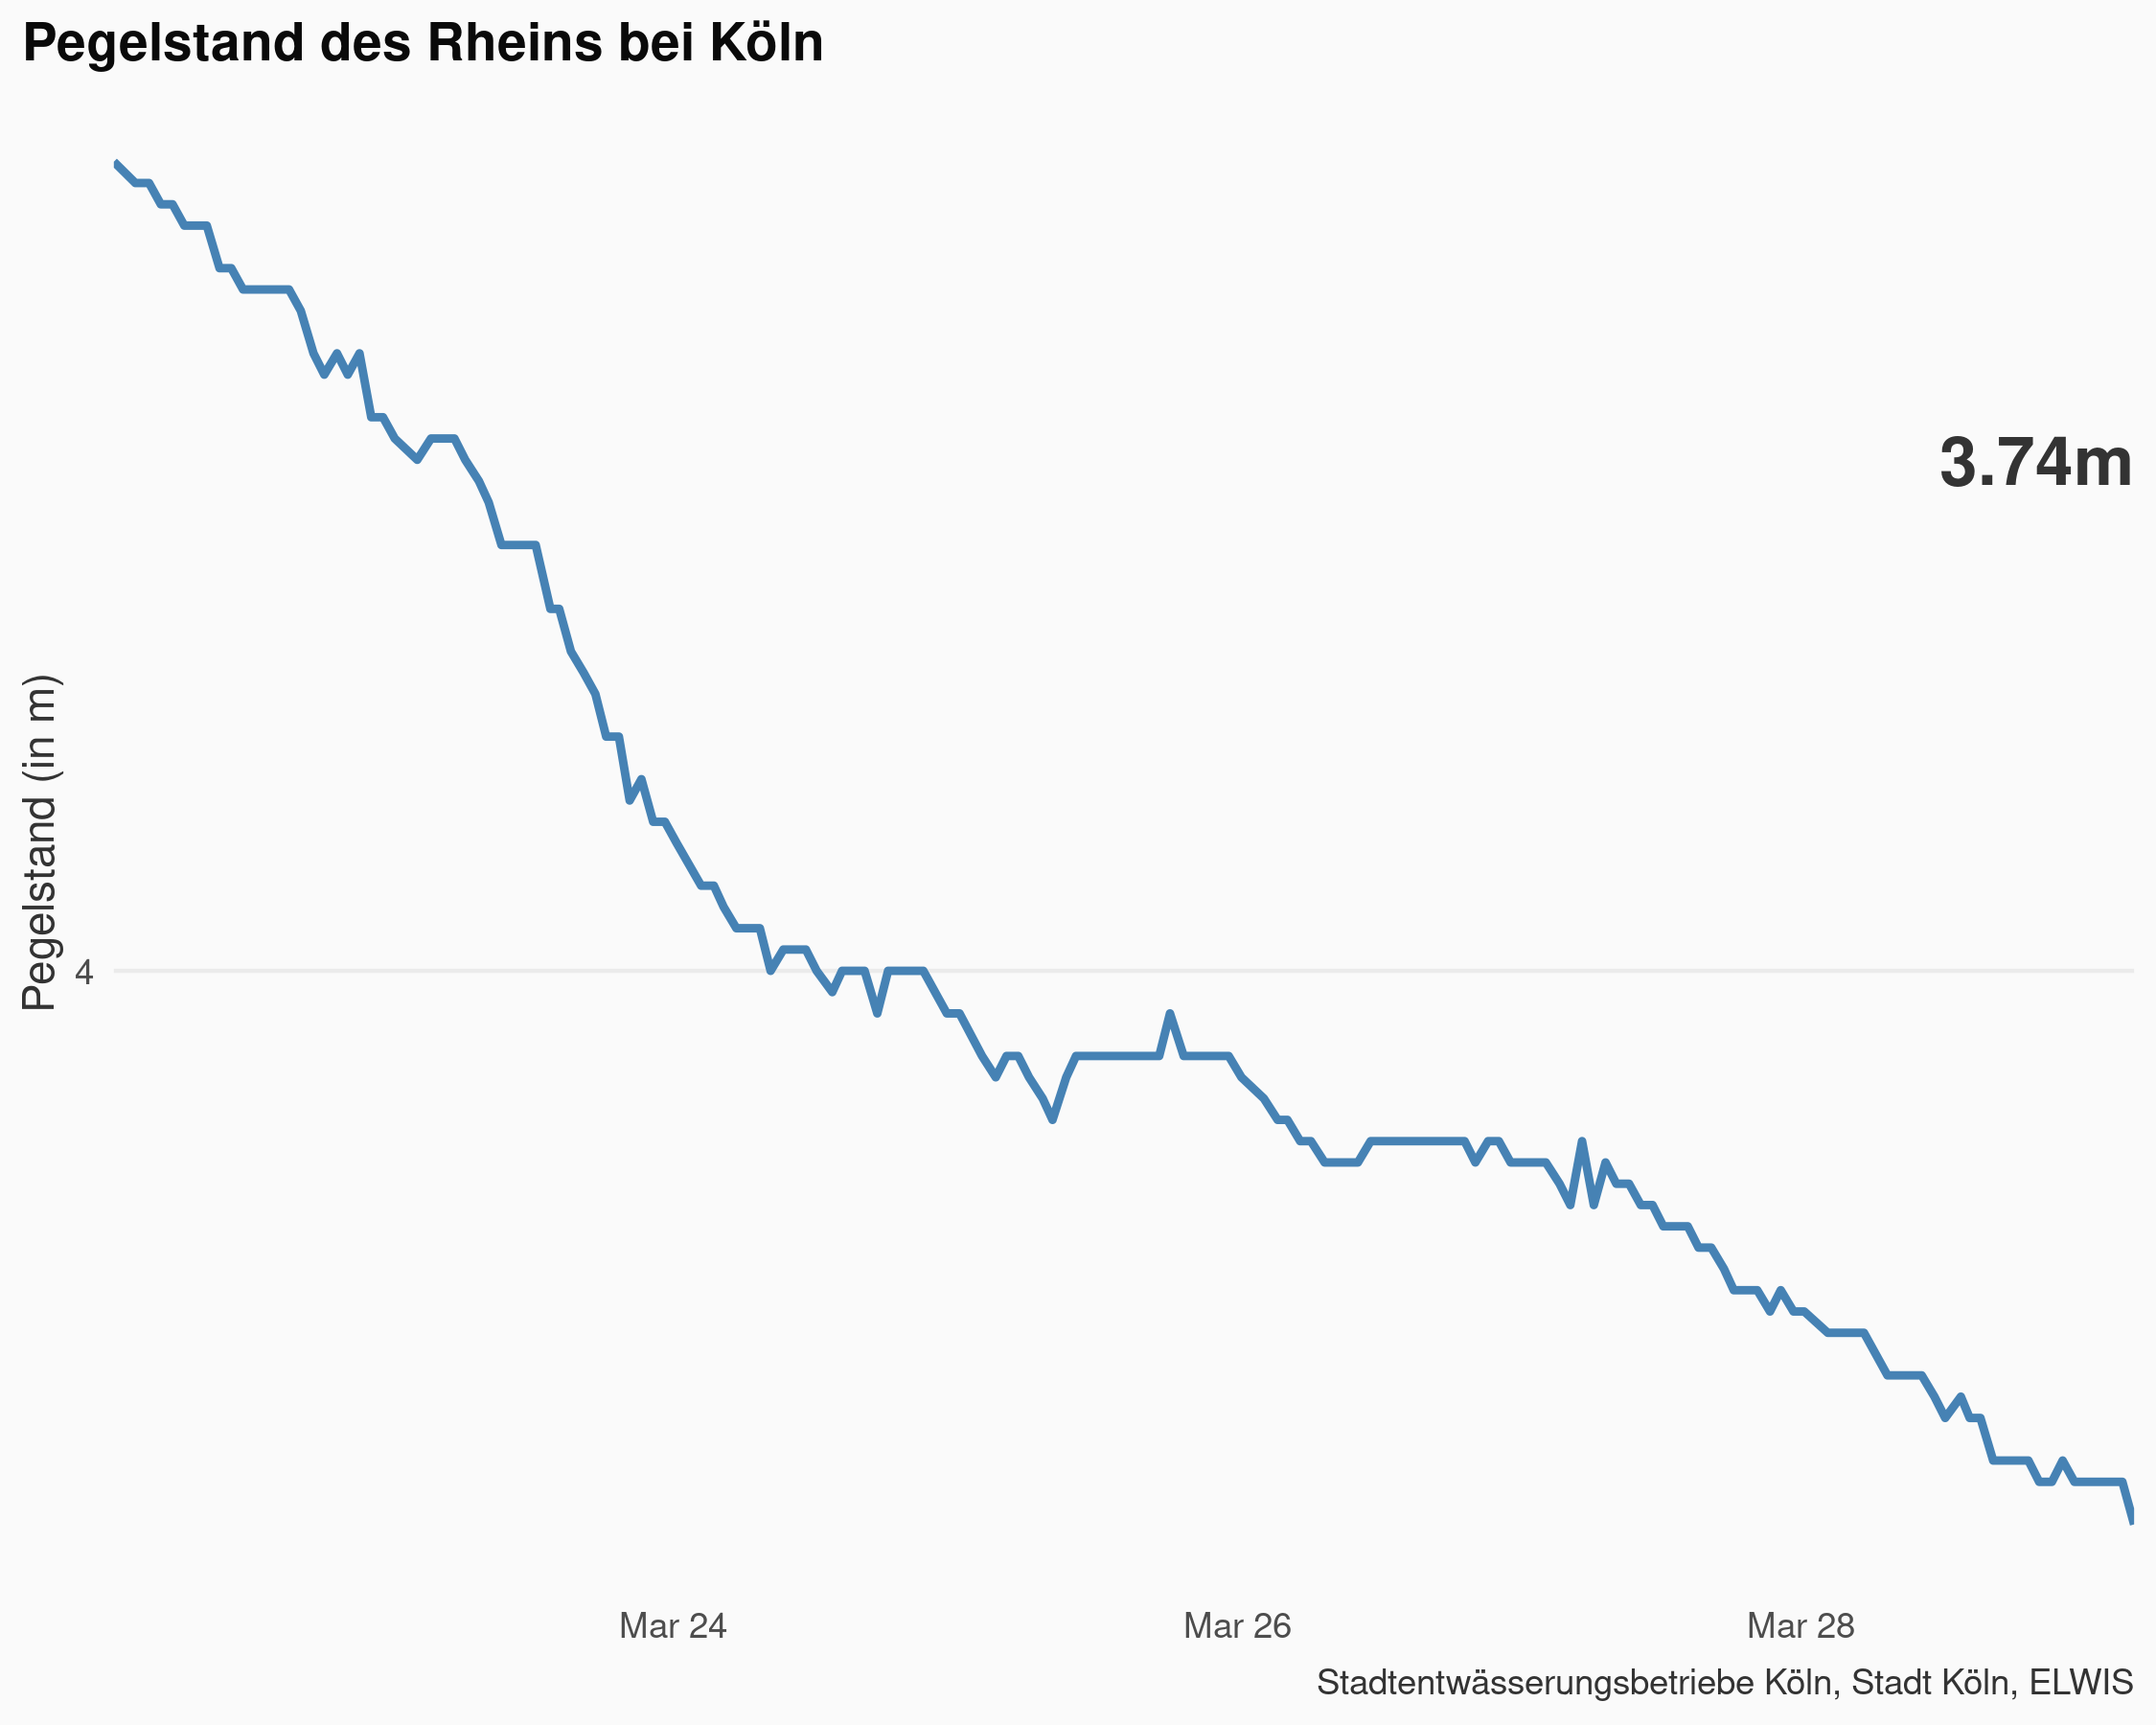 Pegelstand des Rheins bei Köln
3.74m
Pegelstand (in m)
4
Mar 24
Mar 26
Mar 28
Stadtentwässerungsbetriebe Köln, Stadt Köln, ELWIS